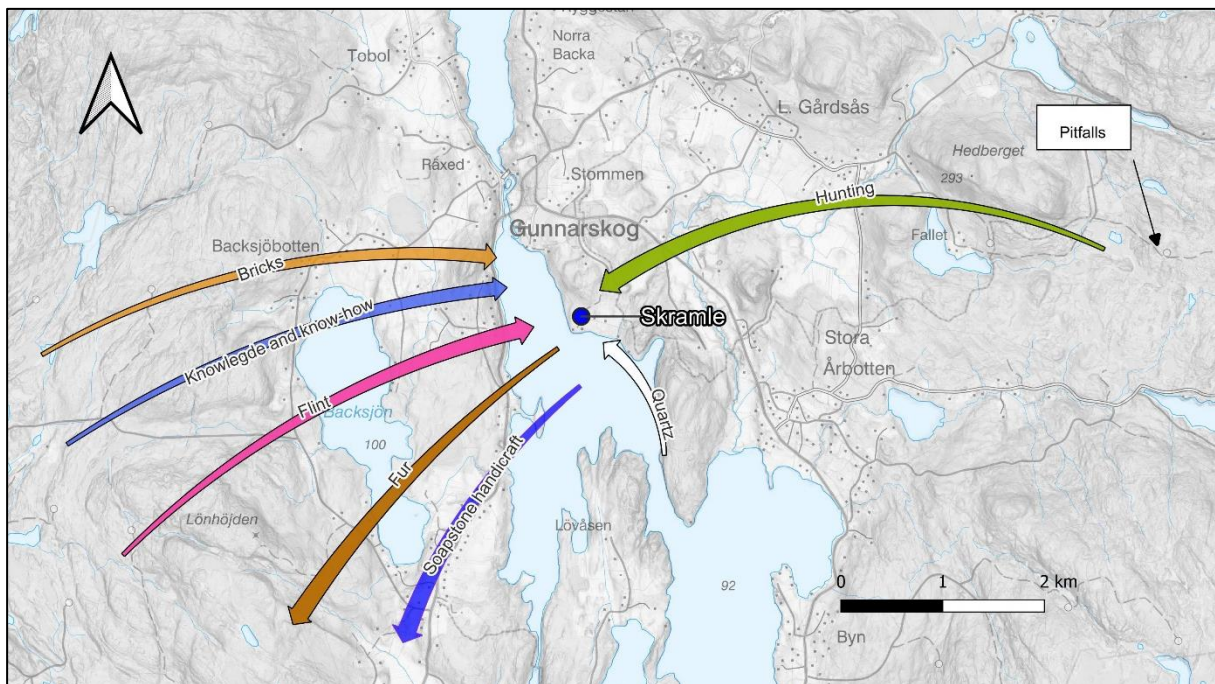 Tobol
Norra
Backa
L. Gårdsås
Pitfalls
Råxed
Stommen
Hedberget
293
Hunting
Gunnarskog
Backsjöbotten
Bricks
Fallet
Knowlegde and know-how
Skramle
Stora
Årbotten
Flint
Backsjön
100
Quartz
Fur
Soapstone handicraft
Lönhöjden
Lövåsen
92
0 1 2 km
Byn